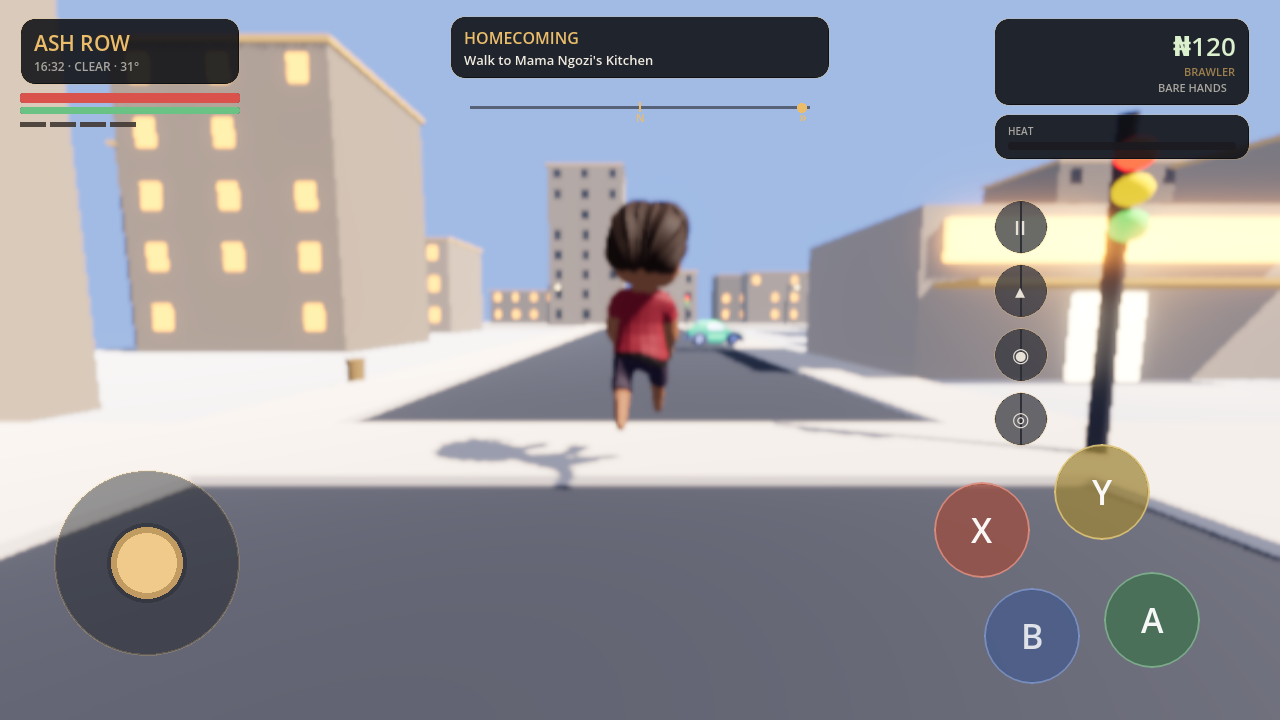 ASH ROW
16:32 · CLEAR · 31°
HOMECOMING
Walk to Mama Ngozi's Kitchen
N
₦120
BRAWLER
BARE HANDS
HEAT
X
Y
B
A